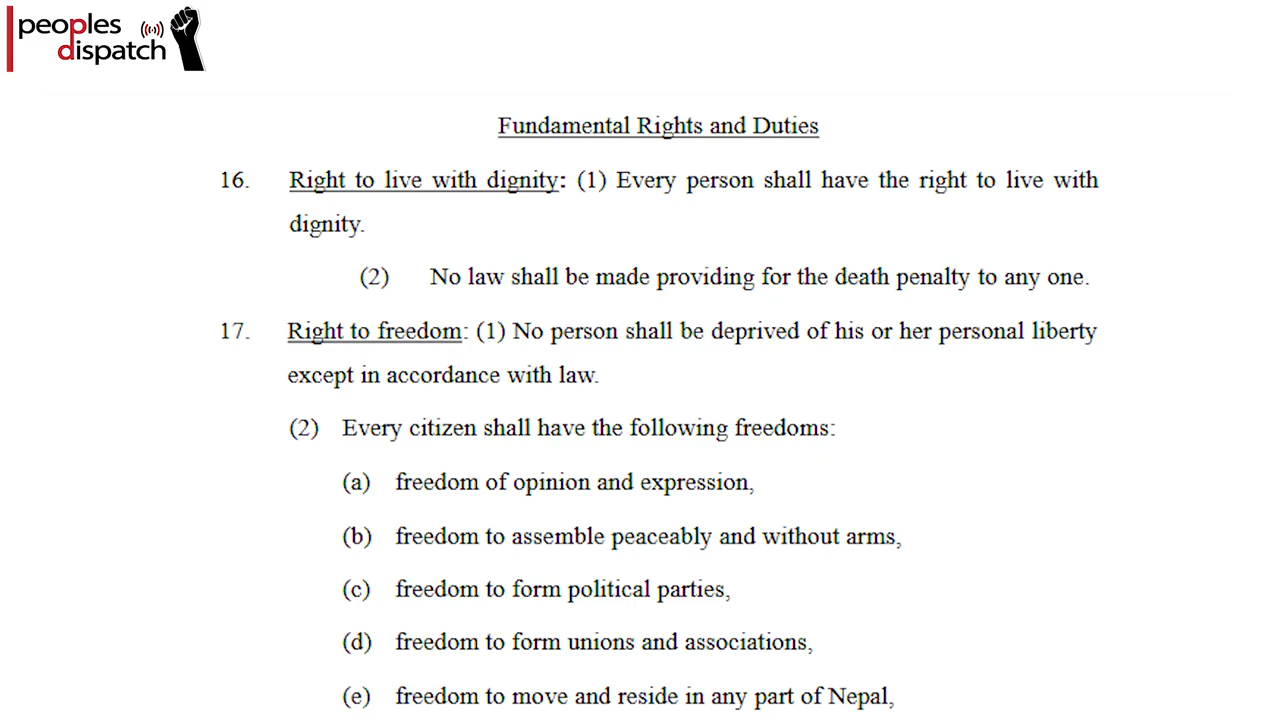 peoples
dispatch
Fundamental Rights and Duties
16. Right to live with dignity: (1) Every person shall have the right to live with
dignity.
(2) No law shall be made providing for the death penalty to any one.
17. Right to freedom: (1) No person shall be deprived of his or her personal liberty
except in accordance with law.
(2) Every citizen shall have the following freedoms:
(a) freedom of opinion and expression,
(b) freedom to assemble peaceably and without arms,
(c) freedom to form political parties,
(d) freedom to form unions and associations,
(e) freedom to move and reside in any part of Nepal,